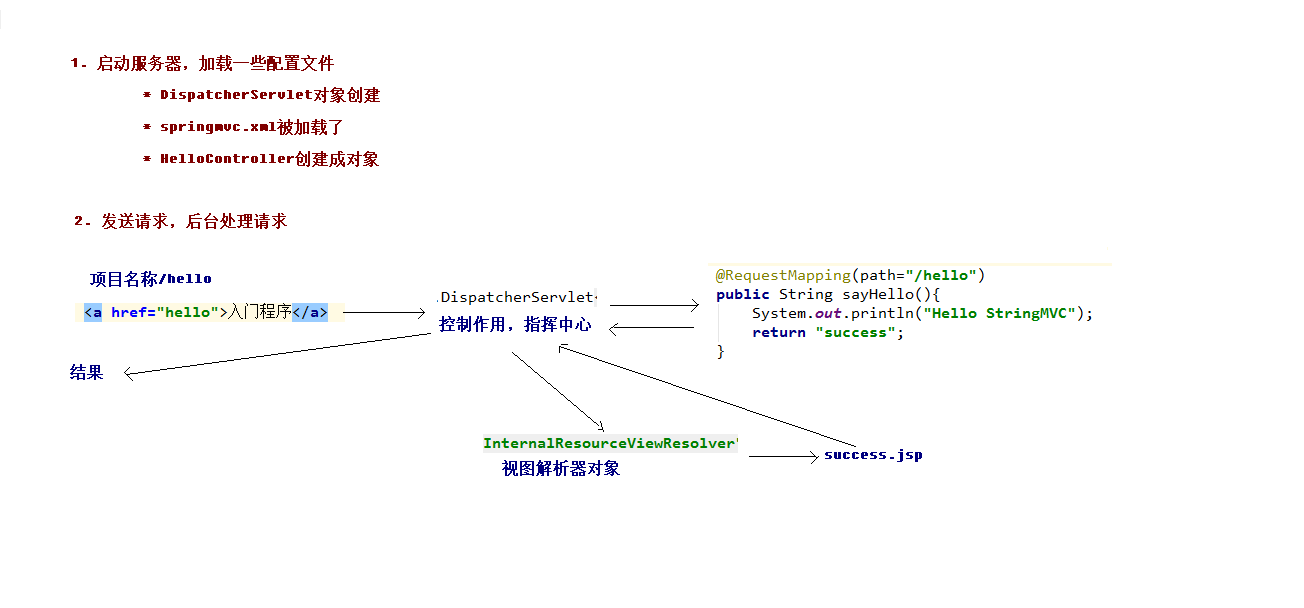 1. 启动服务器，加载一些配置文件
* DispatcherServlet对象创建
* springmvc.xml被加载了
* HelloController创建成对象
2. 发送请求，后台处理请求
项目名称/hello
<a href="hello">入门程序</a>
.DispatcherServlet
控制作用，指挥中心
@RequestMapping(path="/hello")
public String sayHello(){
System.out.println("Hello StringMVC");
return "success";
}
结果
InternalResourceViewResolver"
视图解析器对象
success.jsp